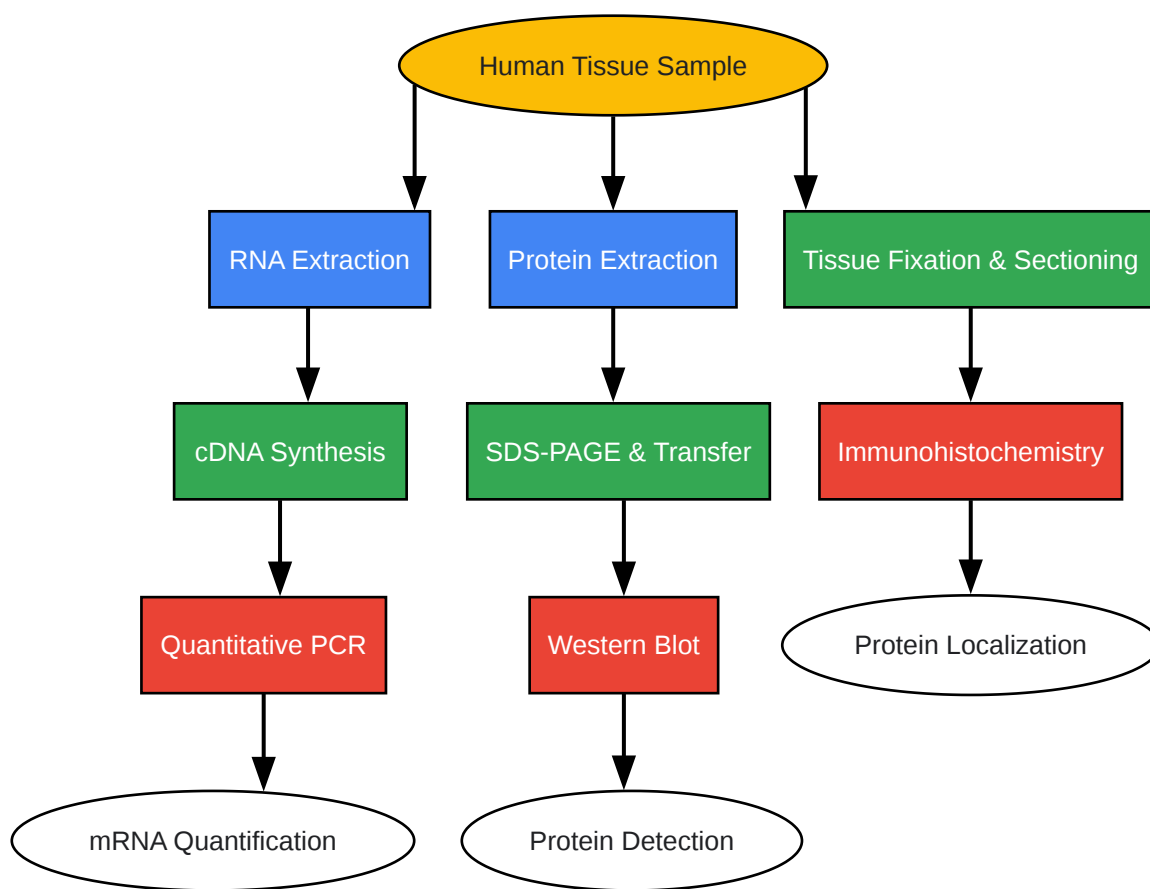 Human Tissue Sample
RNA Extraction
Protein Extraction
Tissue Fixation & Sectioning
cDNA Synthesis
SDS-PAGE & Transfer
Immunohistochemistry
Quantitative PCR
Western Blot
Protein Localization
mRNA Quantification
Protein Detection